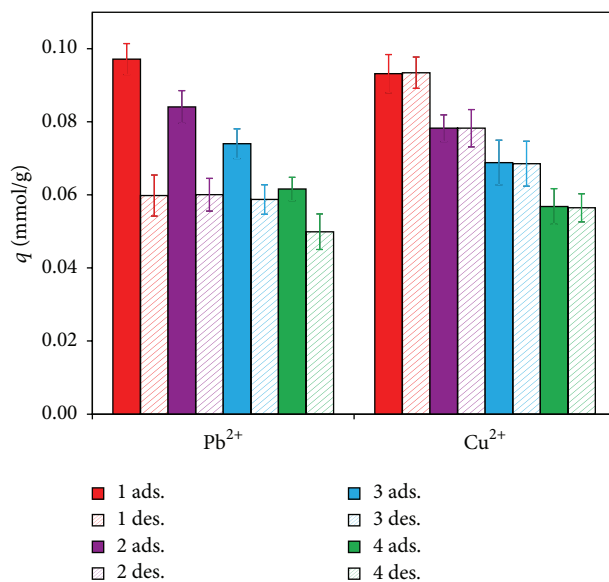 0.10
0.08
0.06
0.04
0.02
0.00
q (mmol/g)
Pb²⁺
Cu²⁺
1 ads.
1 des.
2 ads.
2 des.
3 ads.
3 des.
4 ads.
4 des.